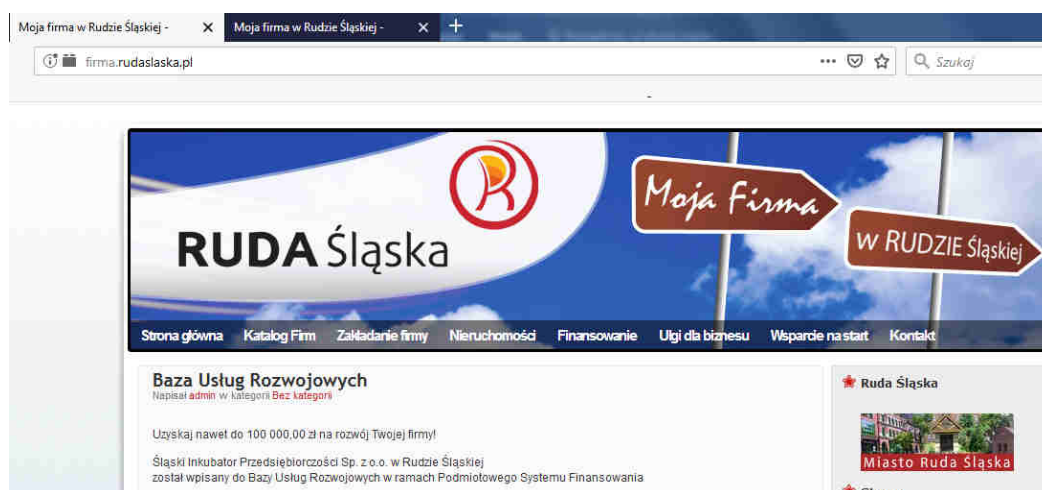 Moja firma w Rudzie Śląskiej - Moja firma w Rudzie Śląskiej -
firma.rudaslaska.pl Szukaj
RUDA Śląska
Moja Firma
w RUDZIE Śląskiej
Strona główna Katalog Firm Zakładanie firmy Nieruchomości Finansowanie Ulgi dla biznesu Wsparcie na start Kontakt
Baza Usług Rozwojowych
Napisał admin w kategorii Bez kategorii
Uzyskaj nawet do 100 000,00 zł na rozwój Twojej firmy!
Śląski Inkubator Przedsiębiorczości Sp. z o.o. w Rudzie Śląskiej
został wpisany do Bazy Usług Rozwojowych w ramach Podmiotowego Systemu Finansowania
Ruda Śląska
Miasto Ruda Śląska